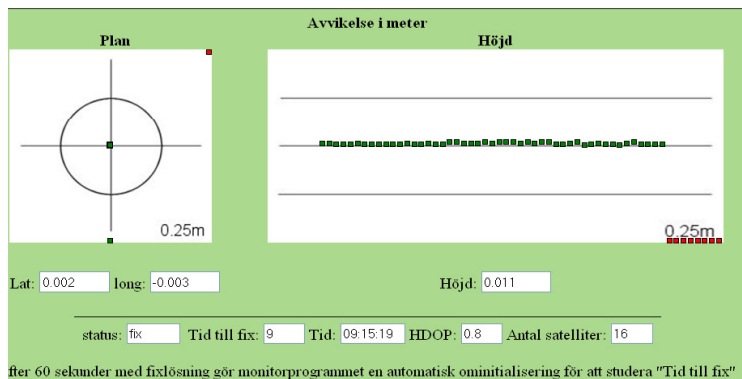 Avvikelse i meter
Plan Höjd
0.25m 0.25m
Lat: 0.002 long: -0.003 Höjd: 0.011
status: fix Tid till fix: 9 Tid: 09:15:19 HDOP: 0.8 Antal satelliter: 16
fter 60 sekunder med fixlösning gör monitorprogrammet en automatisk ominitialisering för att studera "Tid till fix"